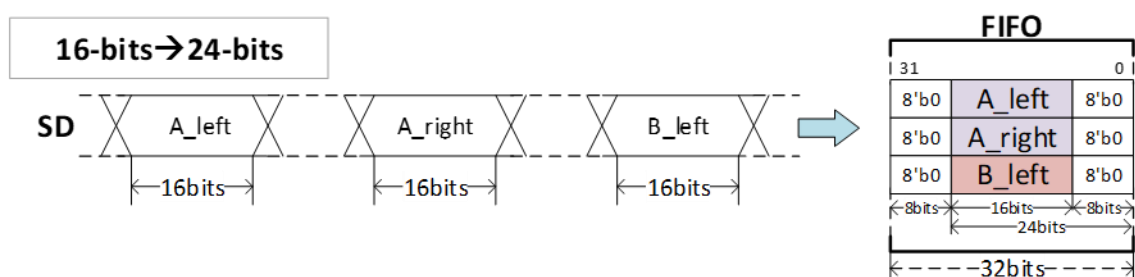 16-bits→24-bits
FIFO
31 0
SD A_left A_right B_left
8'b0 A_left 8'b0
8'b0 A_right 8'b0
8'b0 B_left 8'b0
16bits 16bits 16bits
8bits 16bits 8bits
24bits
32bits